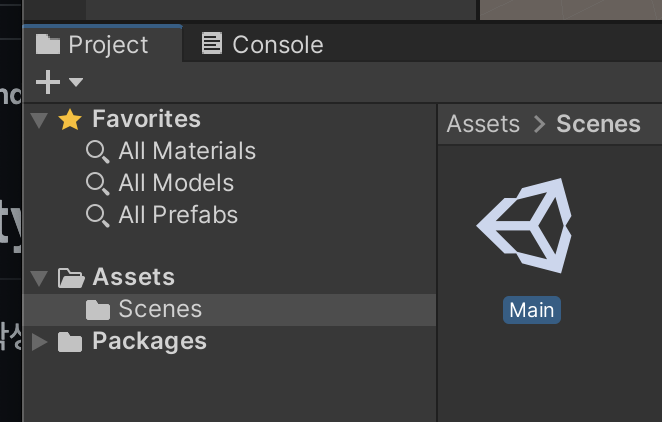 Project
Console
Favorites
All Materials
All Models
All Prefabs
Assets
Scenes
Packages
Assets > Scenes
Main